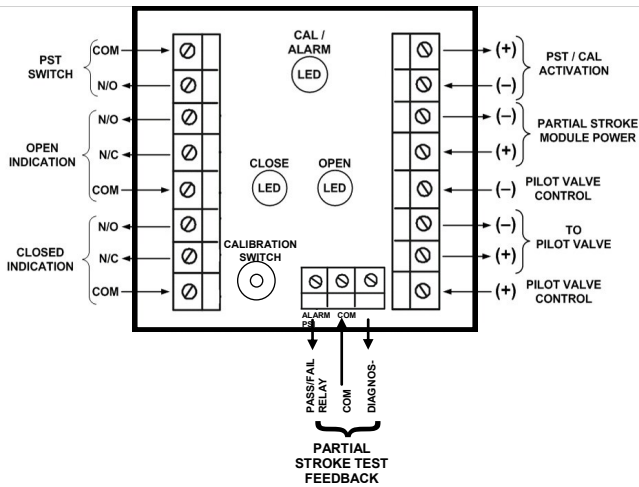 PST
SWITCH
COM
N/O
OPEN
INDICATION
N/O
N/C
COM
CLOSED
INDICATION
N/O
N/C
COM
CAL /
ALARM
LED
CLOSE
LED
OPEN
LED
CALIBRATION
SWITCH
ALARM COM
PS
(+)
(–)
PST / CAL
ACTIVATION
(–)
(+)
PARTIAL STROKE
MODULE POWER
(–) PILOT VALVE
CONTROL
(–)
(+)
TO
PILOT VALVE
(+) PILOT VALVE
CONTROL
PASS/FAIL
RELAY
COM
DIAGNOS-
PARTIAL
STROKE TEST
FEEDBACK